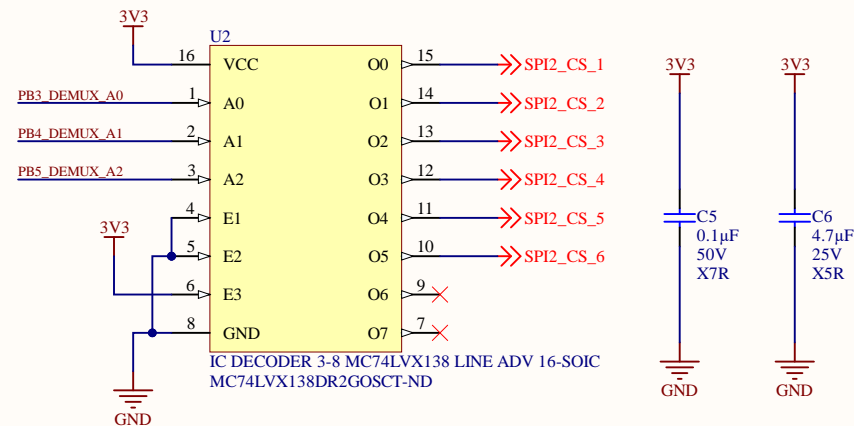 3V3
U2
16 VCC O0 15 SPI2_CS_1
PB3_DEMUX_A0 1 A0 O1 14 SPI2_CS_2
PB4_DEMUX_A1 2 A1 O2 13 SPI2_CS_3
PB5_DEMUX_A2 3 A2 O3 12 SPI2_CS_4
4 E1 O4 11 SPI2_CS_5
3V3
5 E2 O5 10 SPI2_CS_6
6 E3 O6 9
8 GND O7 7
IC DECODER 3-8 MC74LVX138 LINE ADV 16-SOIC
MC74LVX138DR2GOSCT-ND
GND
3V3
C5
0.1µF
50V
X7R
GND
3V3
C6
4.7µF
25V
X5R
GND